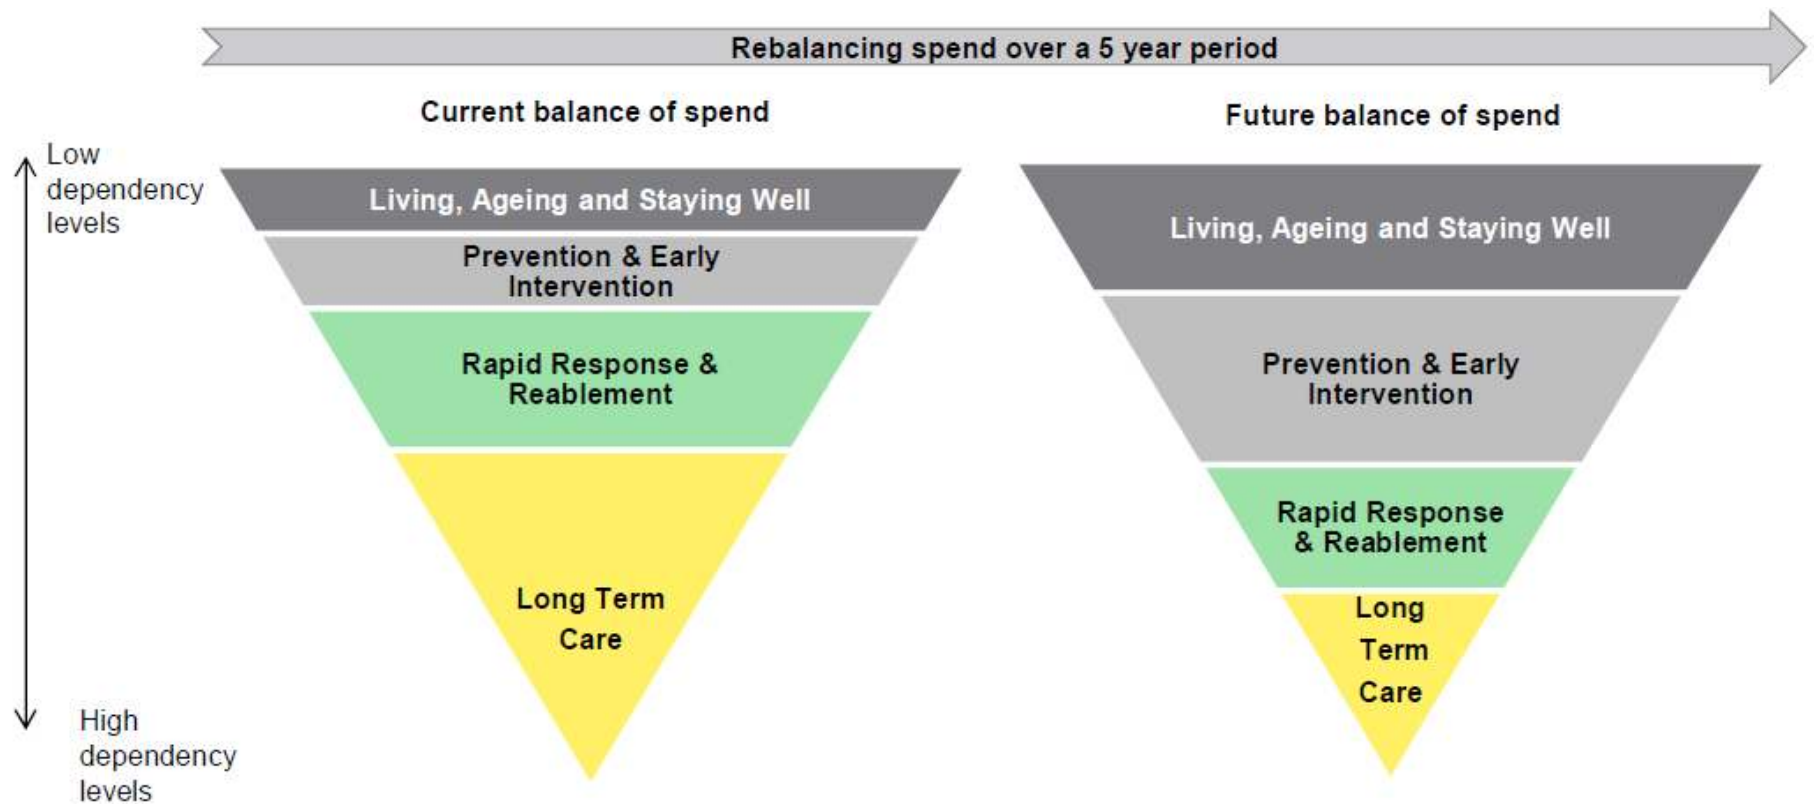 Rebalancing spend over a 5 year period
Current balance of spend
Future balance of spend
Low
dependency
levels
High
dependency
levels
Living, Ageing and Staying Well
Prevention & Early
Intervention
Rapid Response &
Reablement
Long Term
Care
Living, Ageing and Staying Well
Prevention & Early
Intervention
Rapid Response
& Reablement
Long
Term
Care